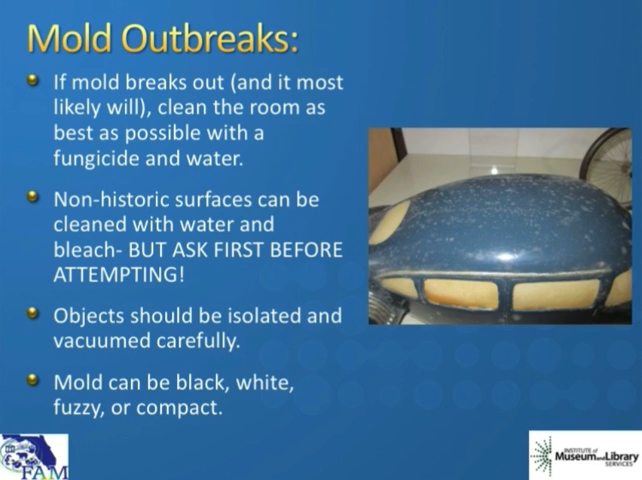 Mold Outbreaks:
If mold breaks out (and it most
likely will), clean the room as
best as possible with a
fungicide and water.
Non-historic surfaces can be
cleaned with water and
bleach- BUT ASK FIRST BEFORE
ATTEMPTING!
Objects should be isolated and
vacuumed carefully.
Mold can be black, white,
fuzzy, or compact.
FAM
INSTITUTE of
Museum and Library
SERVICES